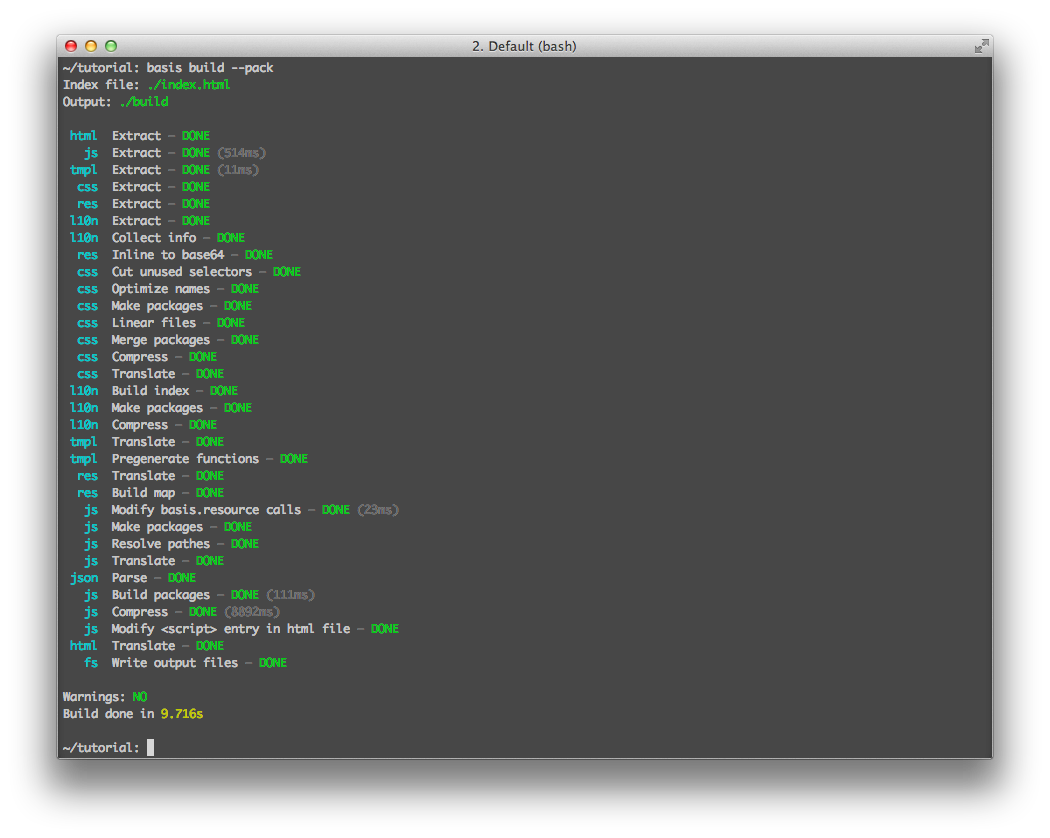 2. Default (bash)
~/tutorial: basis build --pack
Index file: ./index.html
Output: ./build
html Extract - DONE
js Extract - DONE (514ms)
tmpl Extract - DONE (11ms)
css Extract - DONE
res Extract - DONE
l10n Extract - DONE
l10n Collect info - DONE
res Inline to base64 - DONE
css Cut unused selectors - DONE
css Optimize names - DONE
css Make packages - DONE
css Linear files - DONE
css Merge packages - DONE
css Compress - DONE
css Translate - DONE
l10n Build index - DONE
l10n Make packages - DONE
l10n Compress - DONE
tmpl Translate - DONE
tmpl Pregenerate functions - DONE
res Translate - DONE
res Build map - DONE
js Modify basis.resource calls - DONE (23ms)
js Make packages - DONE
js Resolve pathes - DONE
js Translate - DONE
json Parse - DONE
js Build packages - DONE (111ms)
js Compress - DONE (8892ms)
js Modify <script> entry in html file - DONE
html Translate - DONE
fs Write output files - DONE
Warnings: NO
Build done in 9.716s
~/tutorial: